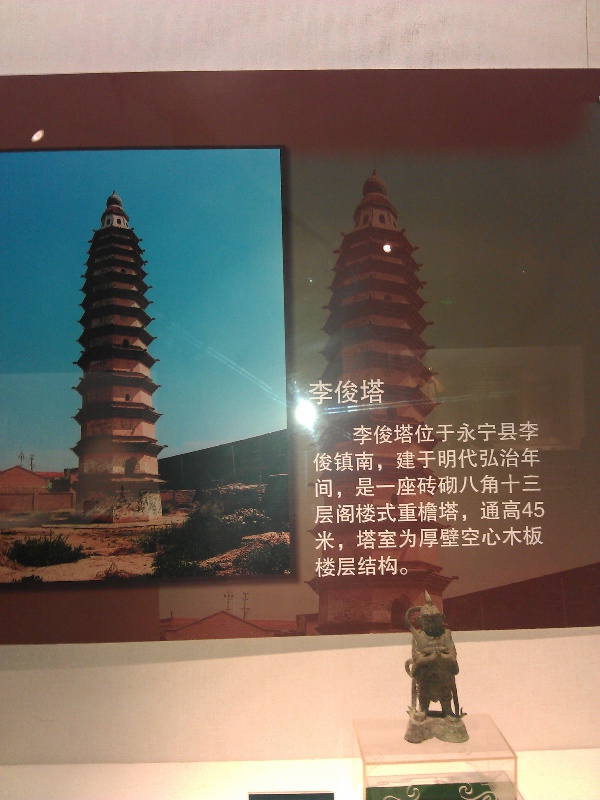 李俊塔
李俊塔位于永宁县李
俊镇南，建于明代弘治年
间，是一座砖砌八角十三
层阁楼式重檐塔，通高45
米，塔室为厚壁空心木板
楼层结构。